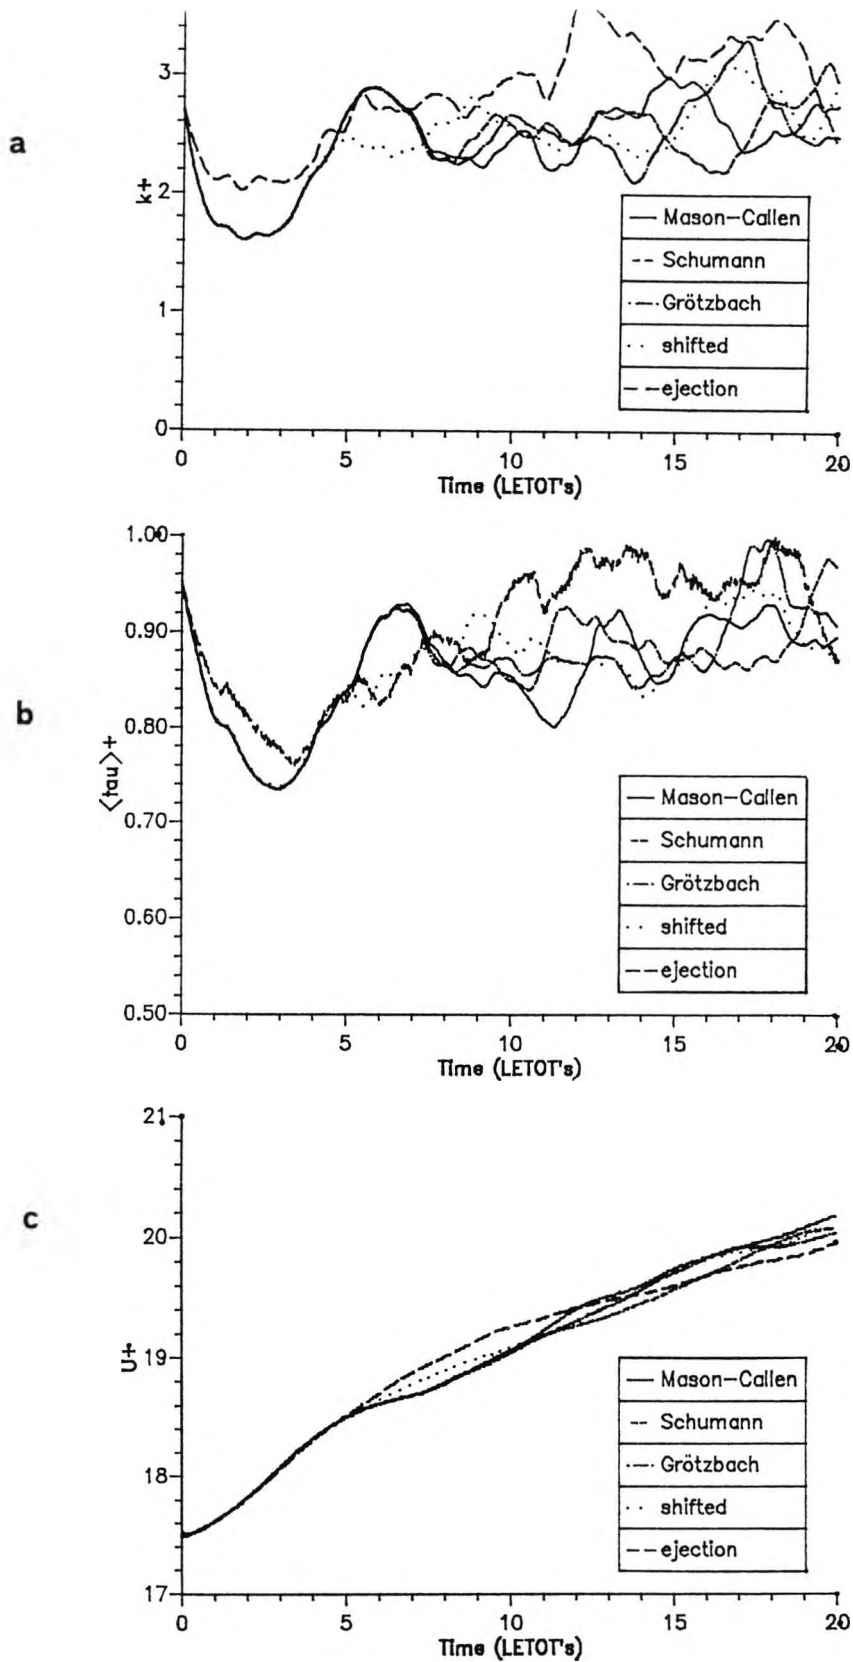 a
k+
3
2
1
0
0 5 10 15 20
Time (LETOT's)
Mason-Callen
Schumann
Grötzbach
shifted
ejection
b
<tau>+
1.00
0.90
0.80
0.70
0.60
0.50
0 5 10 15 20
Time (LETOT's)
Mason-Callen
Schumann
Grötzbach
shifted
ejection
c
U+
21
20
19
18
17
0 5 10 15 20
Time (LETOT's)
Mason-Callen
Schumann
Grötzbach
shifted
ejection